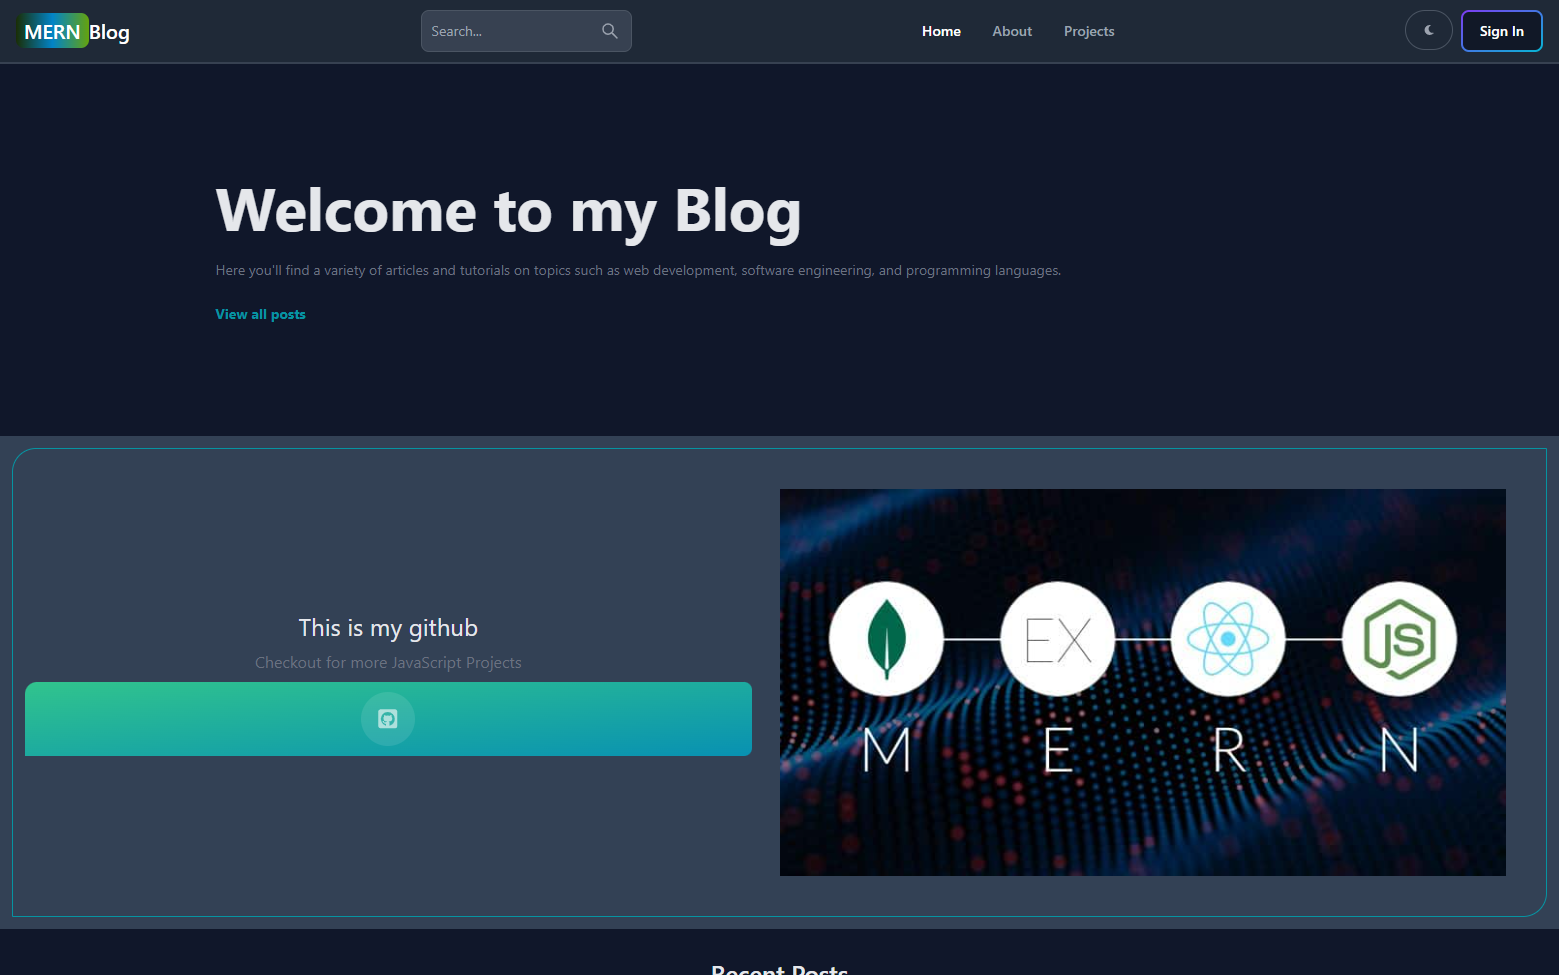 MERN Blog
Search...
Home
About
Projects
Sign In
Welcome to my Blog
Here you'll find a variety of articles and tutorials on topics such as web development, software engineering, and programming languages.
View all posts
This is my github
Checkout for more JavaScript Projects
EX
JS
M E R N
Recent Posts